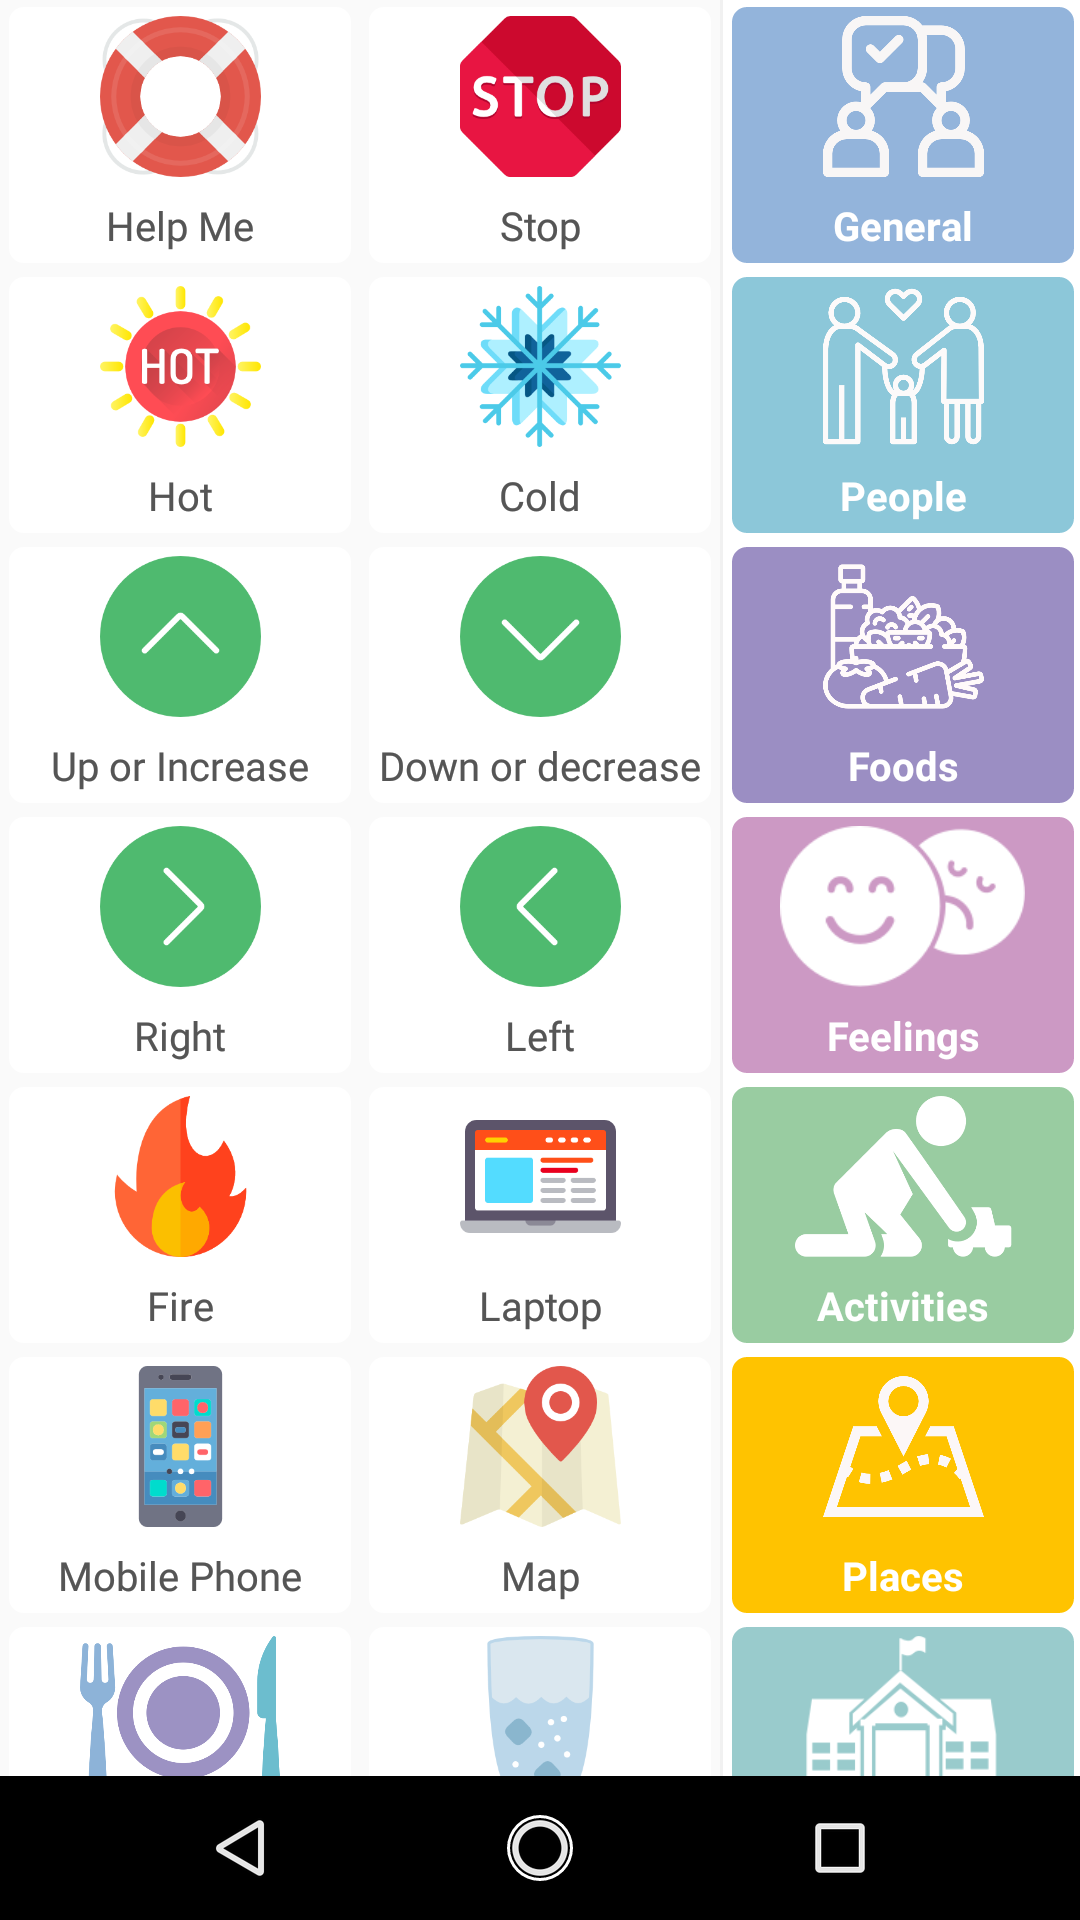 STOP
Help Me
Stop
General
HOT
Hot
Cold
People
Up or Increase
Down or decrease
Foods
Right
Left
Feelings
Fire
Laptop
Activities
Mobile Phone
Map
Places